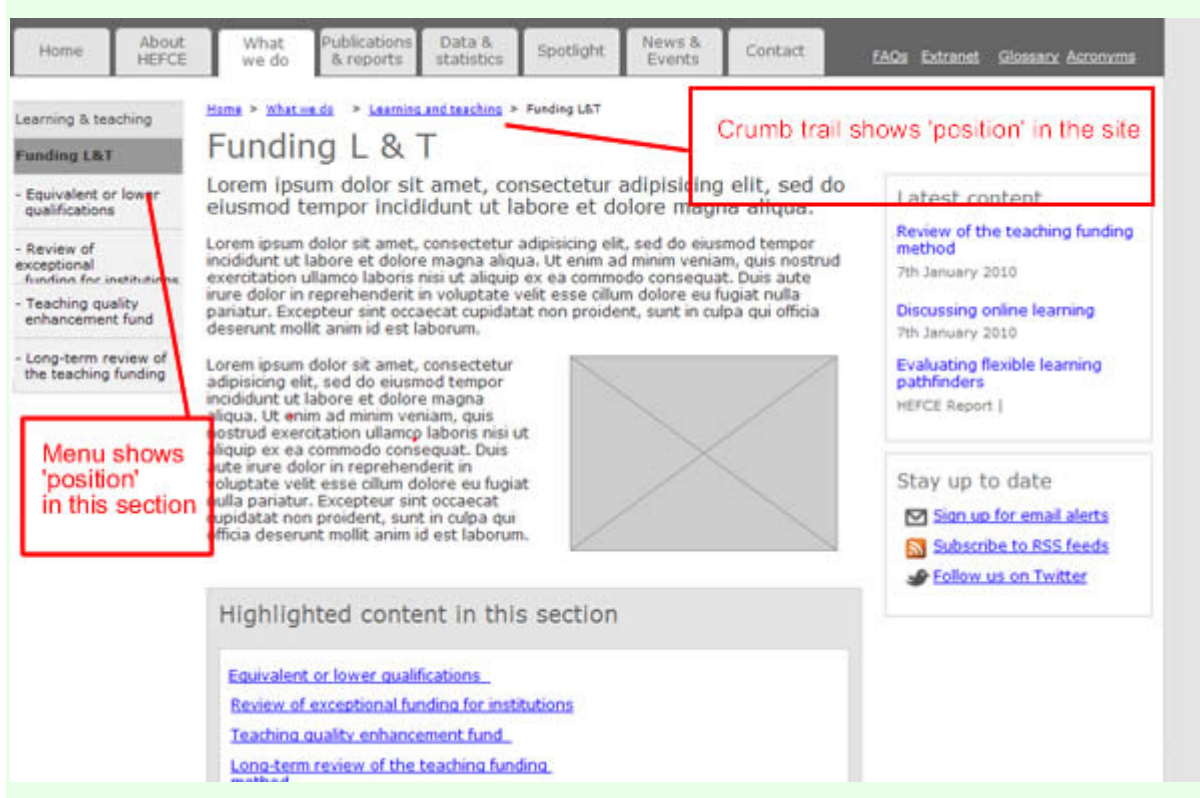 Home
About
HEFCE
What
we do
Publications
& reports
Data &
statistics
Spotlight
News &
Events
Contact
FAQs Extranet Glossary Acronyms
Learning & teaching
Funding L&T
- Equivalent or lower
qualifications
- Review of
exceptional
funding for institutions
- Teaching quality
enhancement fund
- Long-term review of
the teaching funding
Menu shows
'position'
in this section
Home > What we do > Learning and teaching > Funding L&T
Crumb trail shows 'position' in the site
Funding L & T
Lorem ipsum dolor sit amet, consectetur adipisicing elit, sed do
eiusmod tempor incididunt ut labore et dolore magna aliqua.
Lorem ipsum dolor sit amet, consectetur adipisicing elit, sed do eiusmod tempor
incididunt ut labore et dolore magna aliqua. Ut enim ad minim veniam, quis nostrud
exercitation ullamco laboris nisi ut aliquip ex ea commodo consequat. Duis aute
irure dolor in reprehenderit in voluptate velit esse cillum dolore eu fugiat nulla
pariatur. Excepteur sint occaecat cupidatat non proident, sunt in culpa qui officia
deserunt mollit anim id est laborum.
Lorem ipsum dolor sit amet, consectetur
adipisicing elit, sed do eiusmod tempor
incididunt ut labore et dolore magna
aliqua. Ut enim ad minim veniam, quis
nostrud exercitation ullamco laboris nisi ut
aliquip ex ea commodo consequat. Duis
aute irure dolor in reprehenderit in
voluptate velit esse cillum dolore eu fugiat
nulla pariatur. Excepteur sint occaecat
cupidatat non proident, sunt in culpa qui
officia deserunt mollit anim id est laborum.
Highlighted content in this section
Equivalent or lower qualifications
Review of exceptional funding for institutions
Teaching quality enhancement fund
Long-term review of the teaching funding
method
Latest content
Review of the teaching funding
method
7th January 2010
Discussing online learning
7th January 2010
Evaluating flexible learning
pathfinders
HEFCE Report |
Stay up to date
Sign up for email alerts
Subscribe to RSS feeds
Follow us on Twitter